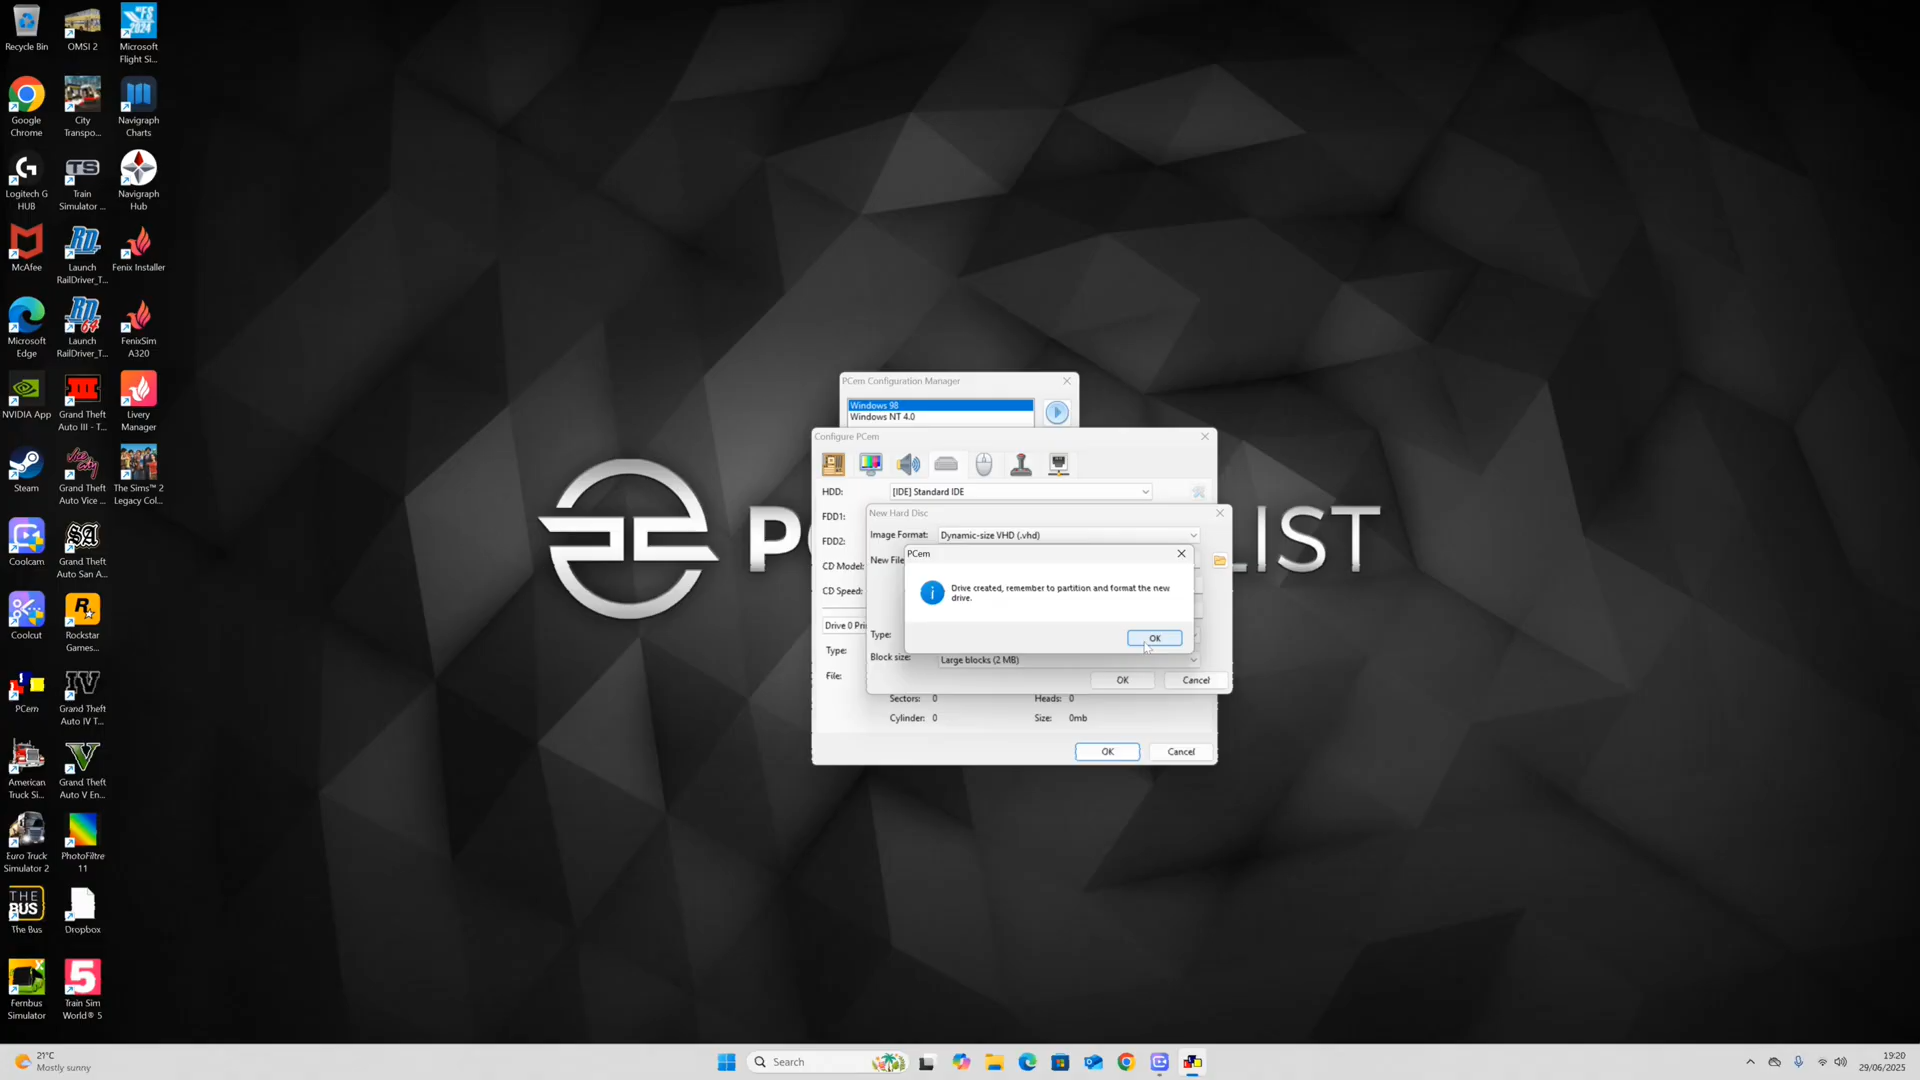 Recycle Bin
OMSI 2
Microsoft
Flight Si...
Google
Chrome
City
Transpo...
Navigraph
Charts
Logitech G
HUB
Train
Simulator ...
Navigraph
Hub
McAfee
Launch
RailDriver_T...
Fenix Installer
Microsoft
Edge
Launch
RailDriver_T...
FenixSim
A320
NVIDIA App
Grand Theft
Auto III - T...
Livery
Manager
Steam
Grand Theft
Auto Vice ...
The Sims™ 2
Legacy Col...
Coolcam
Grand Theft
Auto San A...
Coolcut
Rockstar
Games...
PCem
Grand Theft
Auto IV T...
American
Truck Si...
Grand Theft
Auto V En...
Euro Truck
Simulator 2
PhotoFiltre
11
THE
BUS
The Bus
Dropbox
Fernbus
Simulator
Train Sim
World® 5
PCem Configuration Manager
Windows 98
Windows NT 4.0
Configure PCem
HDD:
[IDE] Standard IDE
FDD1:
FDD2:
CD Model:
CD Speed:
Drive 0 Pri
Type:
File:
New Hard Disc
Image Format:
Dynamic-size VHD (.vhd)
New File
PCem
Drive created, remember to partition and format the new
drive.
OK
Type:
Block size:
Large blocks (2 MB)
OK
Cancel
Sectors: 0
Heads: 0
Cylinder: 0
Size: 0mb
OK
Cancel
P
LIST
21°C
Mostly sunny
Search
19:20
29/06/2025